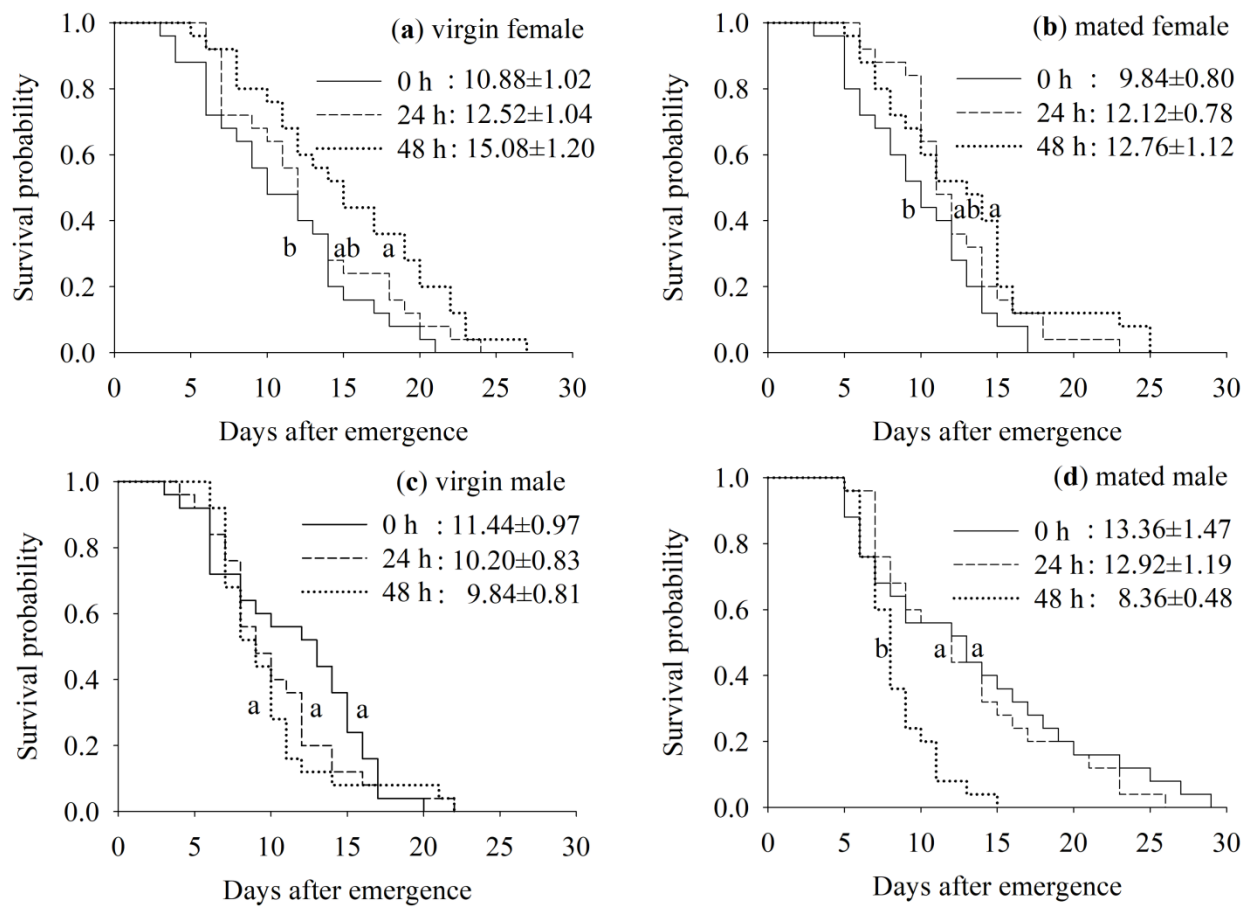 (a) virgin female
0 h : 10.88±1.02
24 h: 12.52±1.04
48 h: 15.08±1.20
Survival probability
1.0
0.8
0.6
0.4
0.2
0.0
b ab a
0 5 10 15 20 25 30
Days after emergence
(b) mated female
0 h : 9.84±0.80
24 h: 12.12±0.78
48 h: 12.76±1.12
Survival probability
1.0
0.8
0.6
0.4
0.2
0.0
b ab a
0 5 10 15 20 25 30
Days after emergence
(c) virgin male
0 h : 11.44±0.97
24 h: 10.20±0.83
48 h: 9.84±0.81
Survival probability
1.0
0.8
0.6
0.4
0.2
0.0
a a a
0 5 10 15 20 25 30
Days after emergence
(d) mated male
0 h : 13.36±1.47
24 h: 12.92±1.19
48 h: 8.36±0.48
Survival probability
1.0
0.8
0.6
0.4
0.2
0.0
b a a
0 5 10 15 20 25 30
Days after emergence